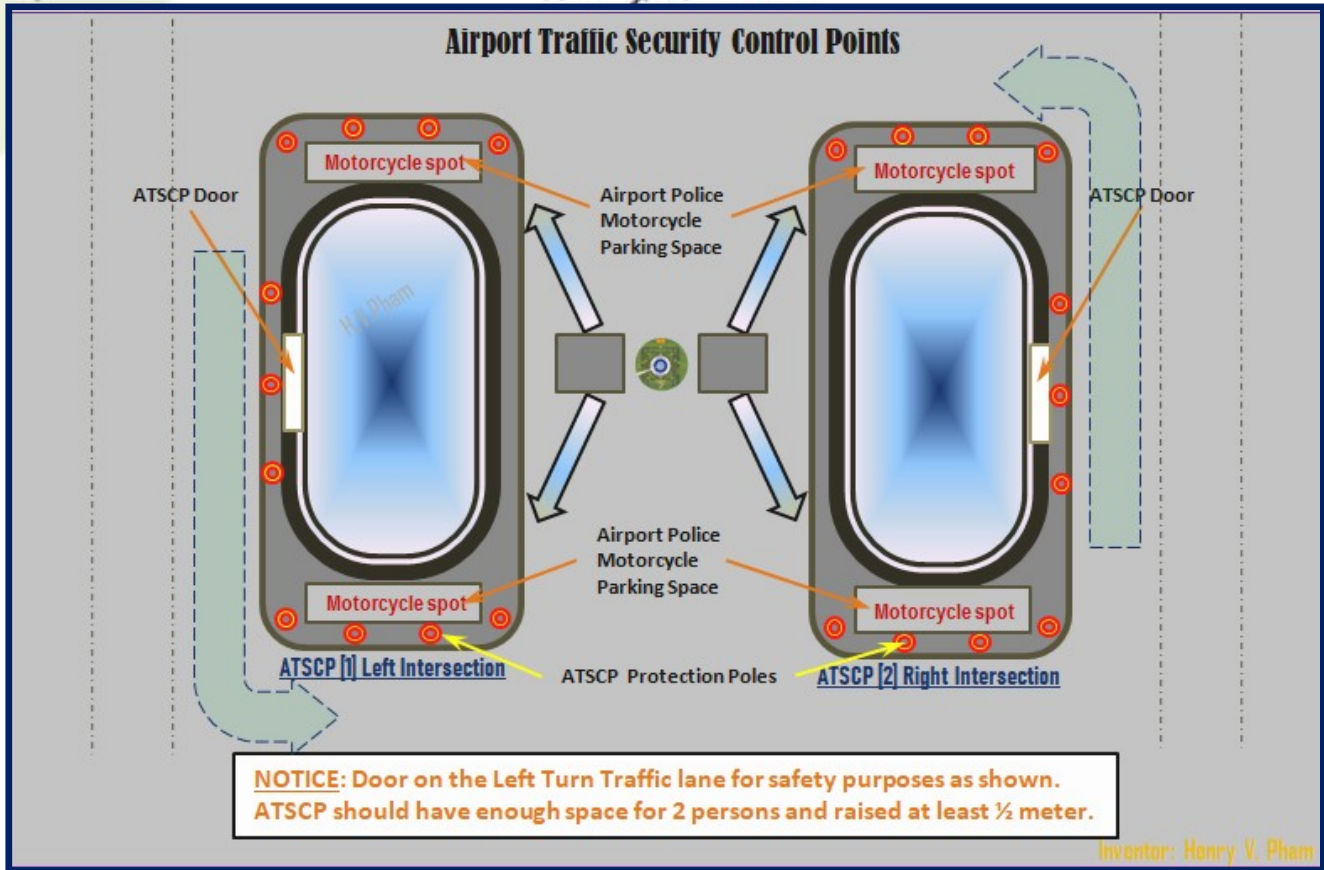 Airport Traffic Security Control Points
Motorcycle spot
Motorcycle spot
ATSCP Door
Airport Police
Motorcycle
Parking Space
ATSCP Door
H.V. Pham
Airport Police
Motorcycle
Parking Space
Motorcycle spot
Motorcycle spot
ATSCP [1] Left Intersection
ATSCP Protection Poles
ATSCP [2] Right Intersection
NOTICE: Door on the Left Turn Traffic lane for safety purposes as shown.
ATSCP should have enough space for 2 persons and raised at least ½ meter.
Inventor: Henry V. Pham